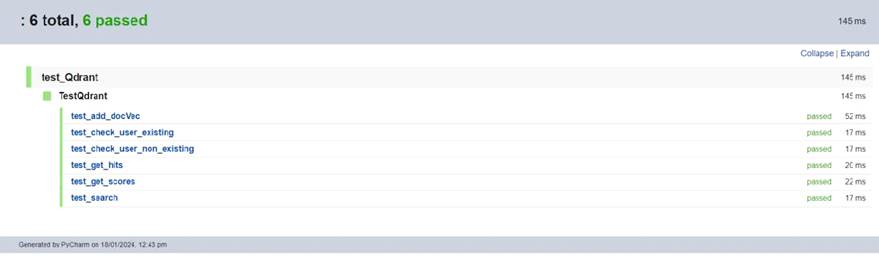 : 6 total, 6 passed 145 ms
Collapse | Expand
test_Qdrant 145 ms
TestQdrant 145 ms
test_add_docVec passed 52 ms
test_check_user_existing passed 17 ms
test_check_user_non_existing passed 17 ms
test_get_hits passed 20 ms
test_get_scores passed 22 ms
test_search passed 17 ms
Generated by PyCharm on 18/01/2024, 12:43 pm